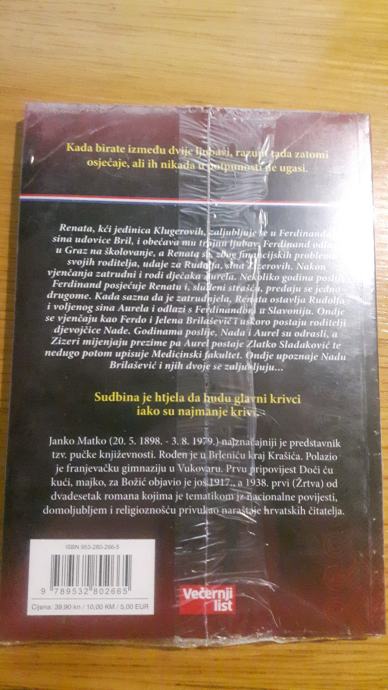 Kada birate između dvije ljubavi, razum tada zatomi
osjećaje, ali ih nikada u potpunosti ne ugasi.
Renata, kći jedinica Klugerovih, zaljubljuje se u Ferdinanda,
sina udovice Bril, i obećava mu trajnu ljubav. Ferdinand odlazi
u Graz na školovanje, a Renata se, zbog financijskih problema
svojih roditelja, udaje za Rudolfa, sina Zizerovih. Nakon
vjenčanja zatrudni i rodi dječaka Aurela. Nekoliko godina poslije
Ferdinand posjećuje Renatu i, služeni strašću, predaju se jedno
drugome. Kada sazna da je zatrudnjela, Renata ostavlja Rudolfa
i voljenog sina Aurela i odlazi s Ferdinandom u Slavoniju. Ondje
se vjenčaju kao Ferdo i Jelena Brilašević i uskoro postaju roditelji
djevojčice Nade. Godinama poslije, Nada i Aurel su odrasli, a
Zizeri mijenjaju prezime pa Aurel postaje Zlatko Sladaković te
nedugo potom upisuje Medicinski fakultet. Ondje upoznaje Nadu
Brilašević i njih dvoje se zaljubljuju...
Sudbina je htjela da budu glavni krivci
iako su najmanje krivi.
Janko Matko (20. 5. 1898. - 3. 8. 1979.) najznačajniji je predstavnik
tzv. pučke književnosti. Rođen je u Brleniću kraj Krašića. Polazio
je franjevačku gimnaziju u Vukovaru. Prvu pripovijest Doći ću
kući, majko, za Božić objavio je još 1917., a 1938. prvi (Žrtva) od
dvadesetak romana kojima je tematikom iz nacionalne povijesti,
domoljubljem i religioznošću privukao naraštaje hrvatskih čitatelja.
ISBN 953-280-266-5
9 789532 802665
Cijena: 39,90 kn / 10,00 KM / 5,00 EUR
Večernji
list